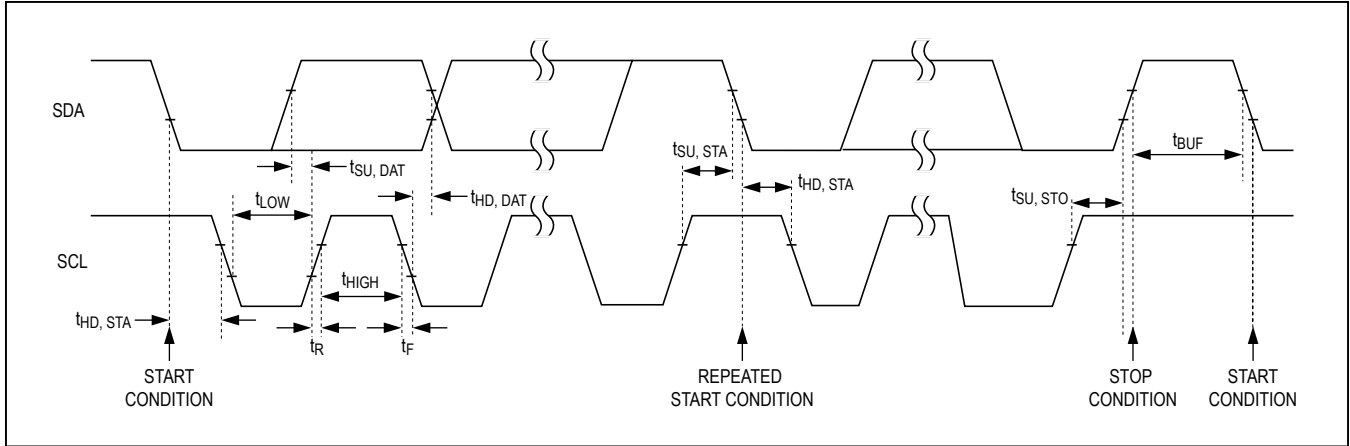 SDA
tSU, STA
tBUF
tSU, DAT
tHD, STA
tLOW
tHD, DAT
tSU, STO
SCL
tHIGH
tHD, STA
tR
tF
START
CONDITION
REPEATED
START CONDITION
STOP
CONDITION
START
CONDITION